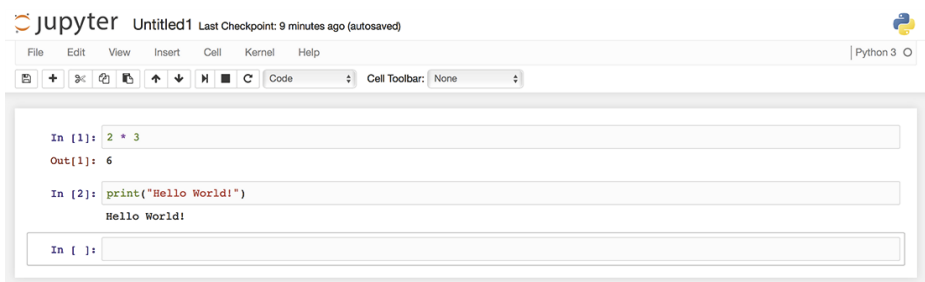 jupyter Untitled1 Last Checkpoint: 9 minutes ago (autosaved)
File Edit View Insert Cell Kernel Help Python 3
Code Cell Toolbar: None
In [1]: 2 * 3
Out[1]: 6
In [2]: print("Hello World!")
Hello World!
In [ ]: